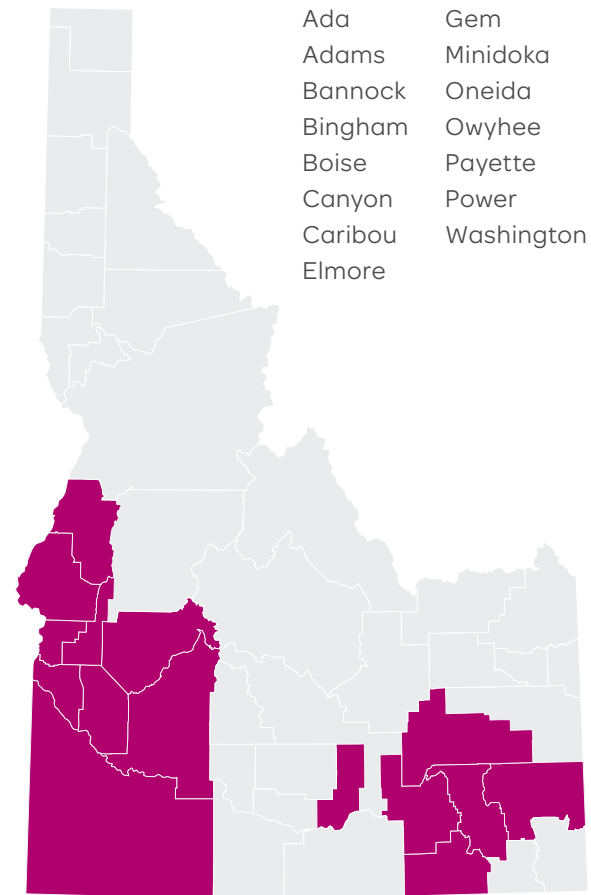 Ada
Adams
Bannock
Bingham
Boise
Canyon
Caribou
Elmore
Gem
Minidoka
Oneida
Owyhee
Payette
Power
Washington